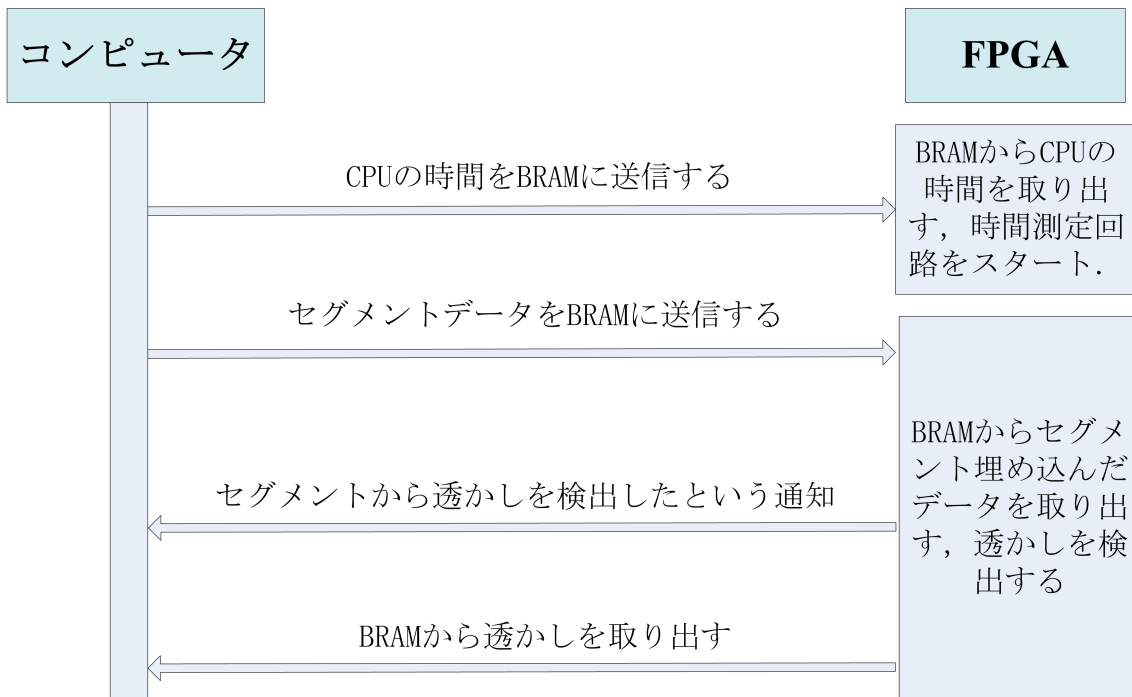 コンピュータ
FPGA
CPUの時間をBRAMに送信する
BRAMからCPUの
時間を取り出
す，時間測定回
路をスタート．
セグメントデータをBRAMに送信する
セグメントから透かしを検出したという通知
BRAMからセグメ
ント埋め込んだ
データを取り出
す，透かしを検
出する
BRAMから透かしを取り出す